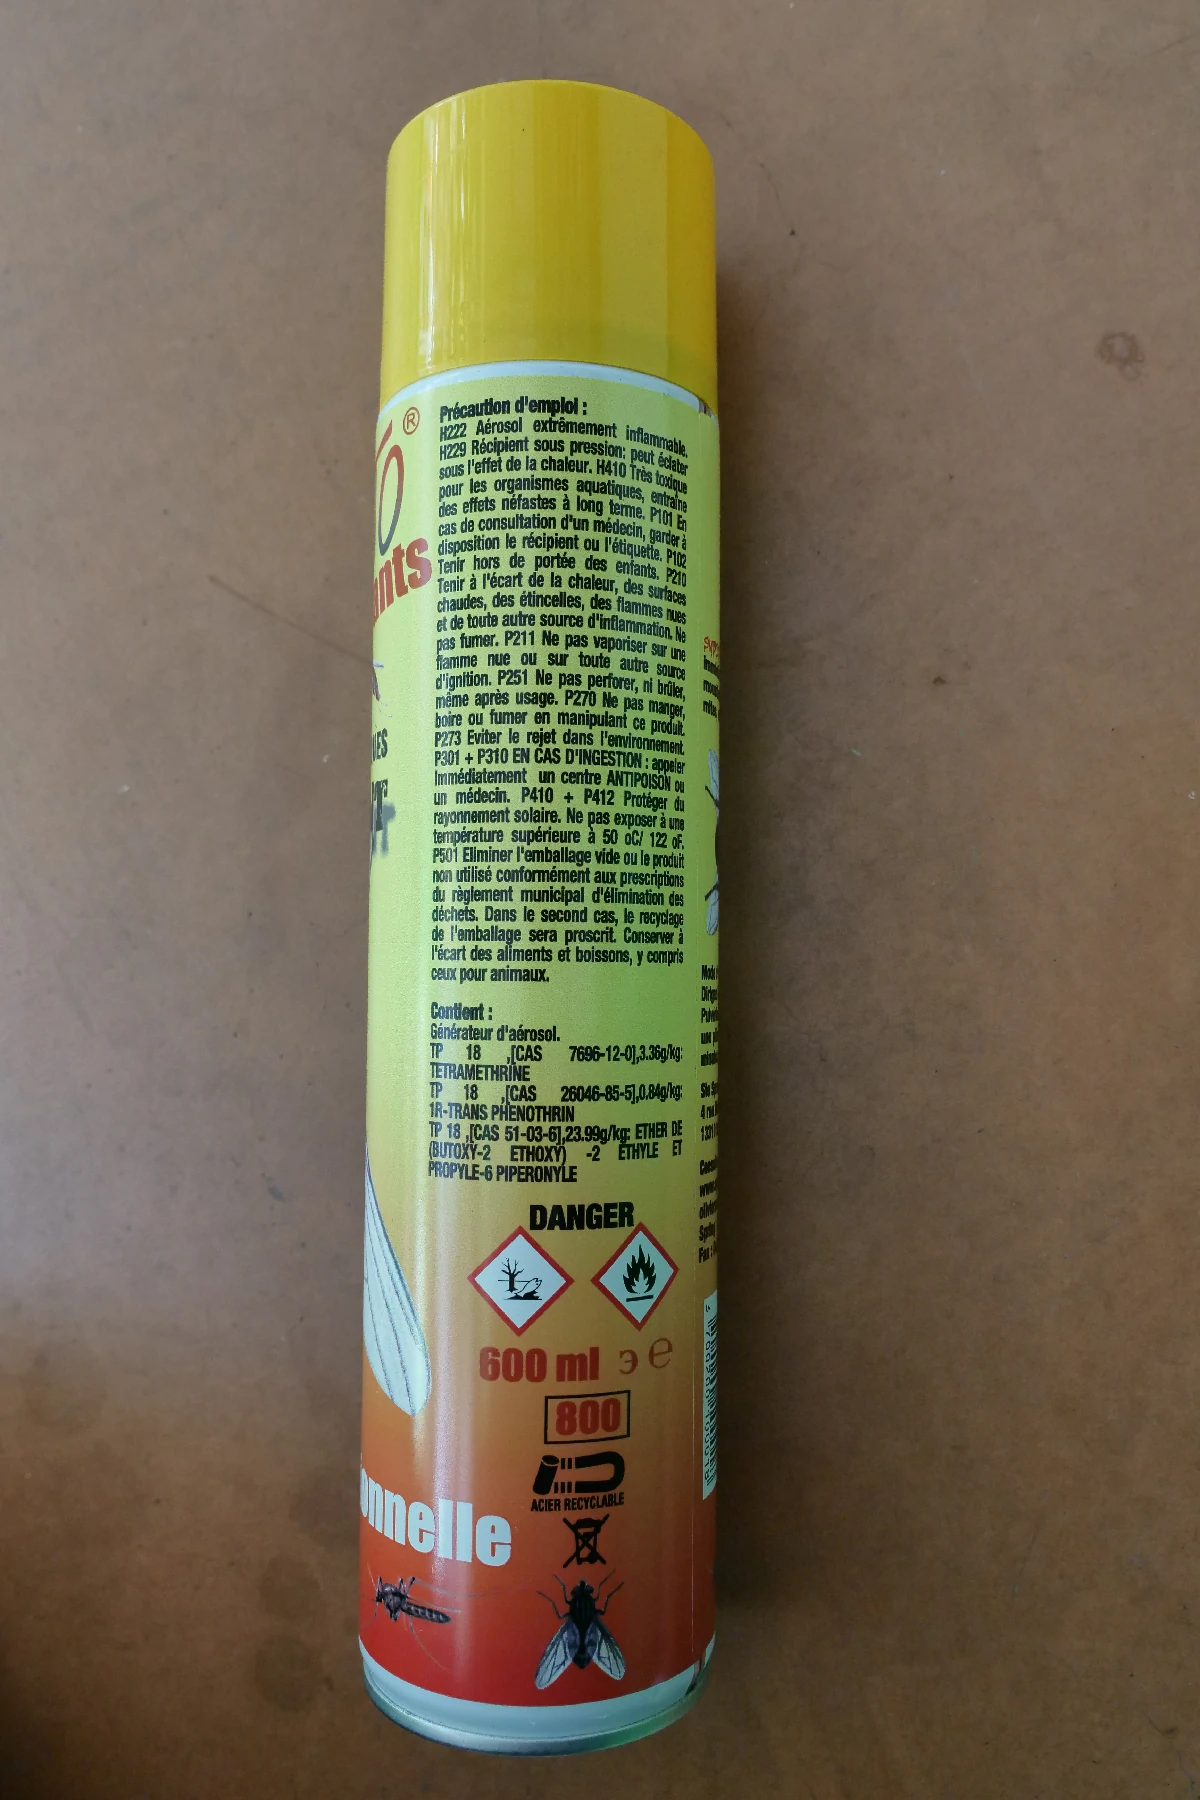 ®
ó
ants
UES
Précaution d'emploi :
H222 Aérosol extrêmement inflammable.
H229 Récipient sous pression: peut éclater
sous l'effet de la chaleur. H410 Très toxique
pour les organismes aquatiques, entraîne
des effets néfastes à long terme. P101 En
cas de consultation d'un médecin, garder à
disposition le récipient ou l'étiquette. P102
Tenir hors de portée des enfants. P210
Tenir à l'écart de la chaleur, des surfaces
chaudes, des étincelles, des flammes nues
et de toute autre source d'inflammation. Ne
pas fumer. P211 Ne pas vaporiser sur une
flamme nue ou sur toute autre source
d'ignition. P251 Ne pas perforer, ni brûler,
même après usage. P270 Ne pas manger,
boire ou fumer en manipulant ce produit.
P273 Eviter le rejet dans l'environnement.
P301 + P310 EN CAS D'INGESTION : appeler
immédiatement un centre ANTIPOISON ou
un médecin. P410 + P412 Protéger du
rayonnement solaire. Ne pas exposer à une
température supérieure à 50 oC/ 122 oF.
P501 Eliminer l'emballage vide ou le produit
non utilisé conformément aux prescriptions
du règlement municipal d'élimination des
déchets. Dans le second cas, le recyclage
de l'emballage sera proscrit. Conserver à
l'écart des aliments et boissons, y compris
ceux pour animaux.
Contient :
Générateur d'aérosol.
TP 18 ,[CAS 7696-12-0],3.36g/kg:
TETRAMETHRINE
TP 18 ,[CAS 26046-85-5],0.84g/kg:
1R-TRANS PHENOTHRIN
TP 18 ,[CAS 51-03-6],23.99g/kg: ETHER DE
(BUTOXY-2 ETHOXY) -2 ETHYLE ET
PROPYLE-6 PIPERONYLE
DANGER
600 ml ɘ e
800
ACIER RECYCLABLE
onnelle